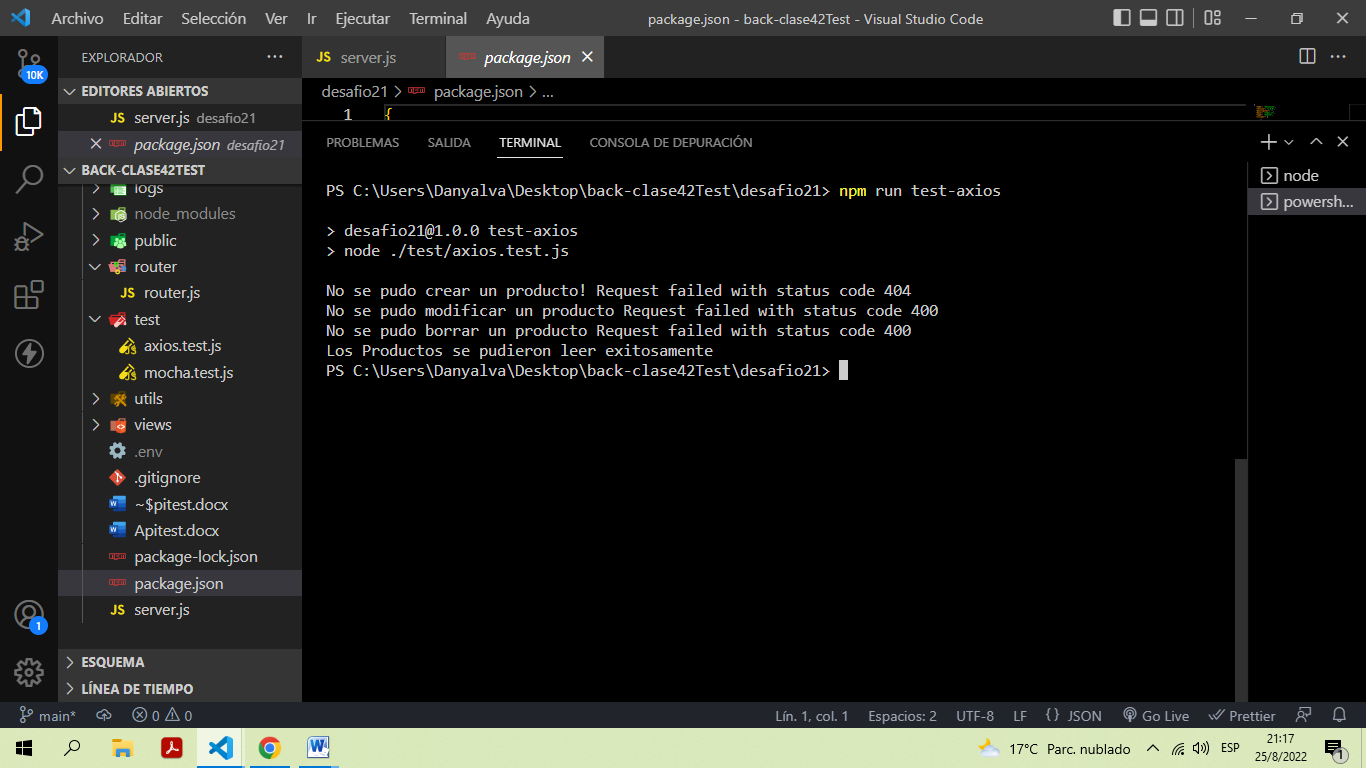 Archivo Editar Selección Ver Ir Ejecutar Terminal Ayuda package.json - back-clase42Test - Visual Studio Code
EXPLORADOR ...
10K
EDITORES ABIERTOS
JS server.js desafio21
package.json desafio21
BACK-CLASE42TEST
logs
node_modules
public
router
JS router.js
test
axios.test.js
mocha.test.js
utils
views
.env
.gitignore
~$pitest.docx
Apitest.docx
package-lock.json
package.json
JS server.js
1
ESQUEMA
LÍNEA DE TIEMPO
JS server.js package.json
desafio21 > package.json > ...
1 {
PROBLEMAS SALIDA TERMINAL CONSOLA DE DEPURACIÓN
PS C:\Users\Danyalva\Desktop\back-clase42Test\desafio21> npm run test-axios
> desafio21@1.0.0 test-axios
> node ./test/axios.test.js
No se pudo crear un producto! Request failed with status code 404
No se pudo modificar un producto Request failed with status code 400
No se pudo borrar un producto Request failed with status code 400
Los Productos se pudieron leer exitosamente
PS C:\Users\Danyalva\Desktop\back-clase42Test\desafio21>
node
powersh...
main* 0 0 Lín. 1, col. 1 Espacios: 2 UTF-8 LF {} JSON Go Live Prettier
17°C Parc. nublado ESP 21:17
25/8/2022 1